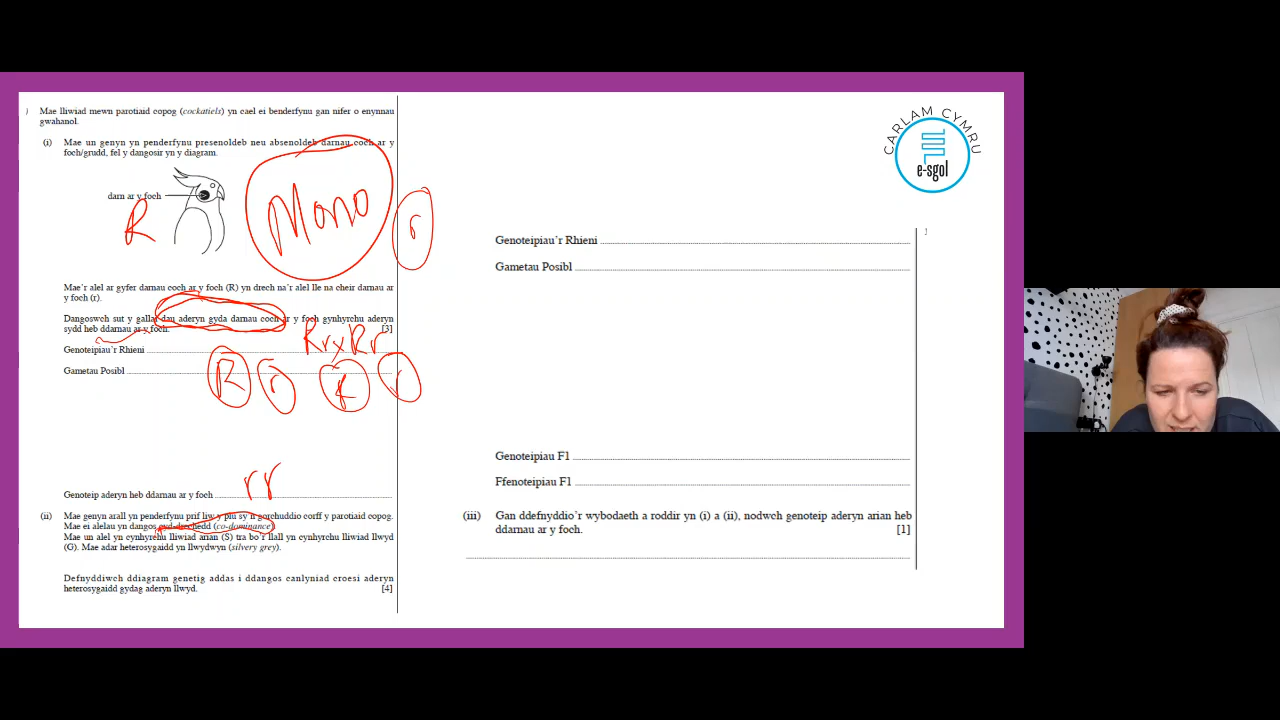 ) Mae lliwiad mewn parotiaid copog (cockatiels) yn cael ei benderfynu gan nifer o enynnau
gwahanol.
(i) Mae un genyn yn penderfynu presenoldeb neu absenoldeb darnau coch ar y
foch/grudd, fel y dangosir yn y diagram.
darn ar y foch
R
Mono
r
Mae'r alel ar gyfer darnau coch ar y foch (R) yn drech na'r alel lle na cheir darnau ar
y foch (r).
Dangoswch sut y gallai dau aderyn gyda darnau coch ar y foch gynhyrchu aderyn
sydd heb ddarnau ar y foch. [3]
Genoteipiau'r Rhieni Rr x Rr
Gametau Posibl R r R r
Genoteip aderyn heb ddarnau ar y foch rr
(ii) Mae genyn arall yn penderfynu prif liw y plu sy'n gorchuddio corff y parotiaid copog.
Mae ei alelau yn dangos cyd-drechedd (co-dominance).
Mae un alel yn cynhyrchu lliwiad arian (S) tra bo'r llall yn cynhyrchu lliwiad llwyd
(G). Mae adar heterosygaidd yn llwydwyn (silvery grey).
Defnyddiwch ddiagram genetig addas i ddangos canlyniad croesi aderyn
heterosygaidd gydag aderyn llwyd. [4]
Genoteipiau'r Rhieni
Gametau Posibl
Genoteipiau F1
Ffenoteipiau F1
(iii) Gan ddefnyddio'r wybodaeth a roddir yn (i) a (ii), nodwch genoteip aderyn arian heb
ddarnau ar y foch. [1]
CARLAM CYMRU
e-sgol